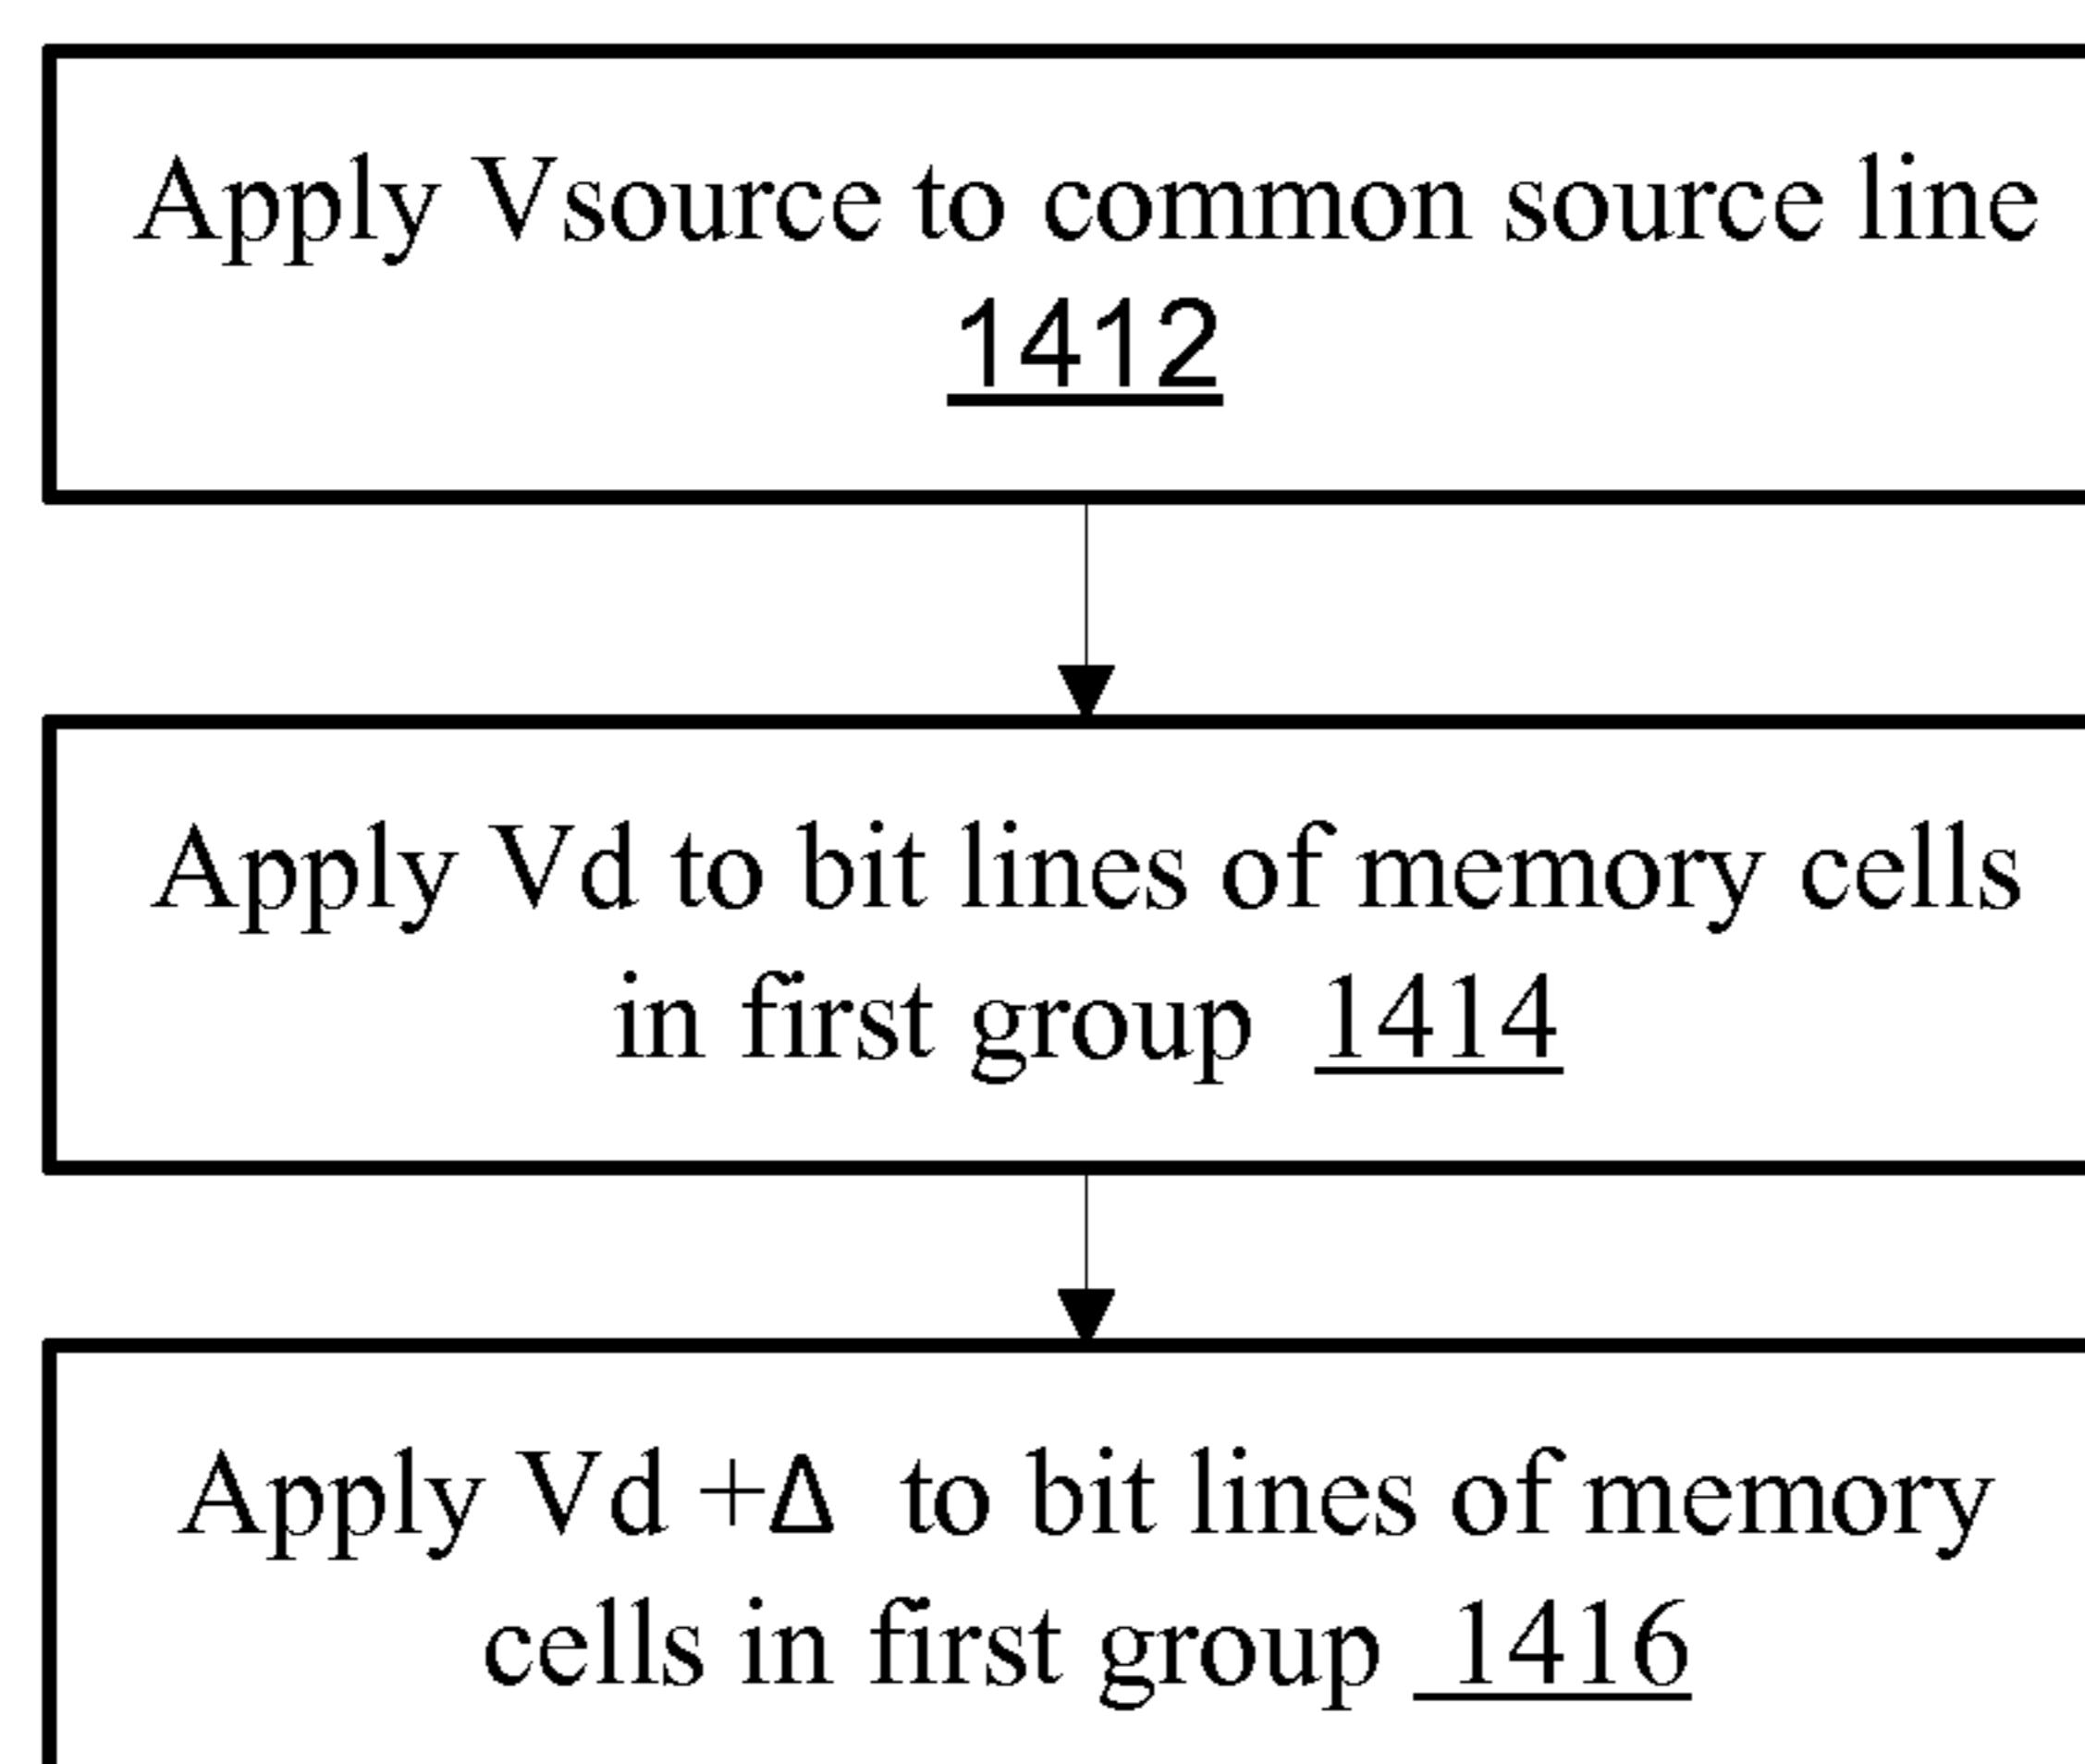 Apply Vsource to common source line
1412
Apply Vd to bit lines of memory cells
in first group 1414
Apply Vd +Δ to bit lines of memory
cells in first group 1416